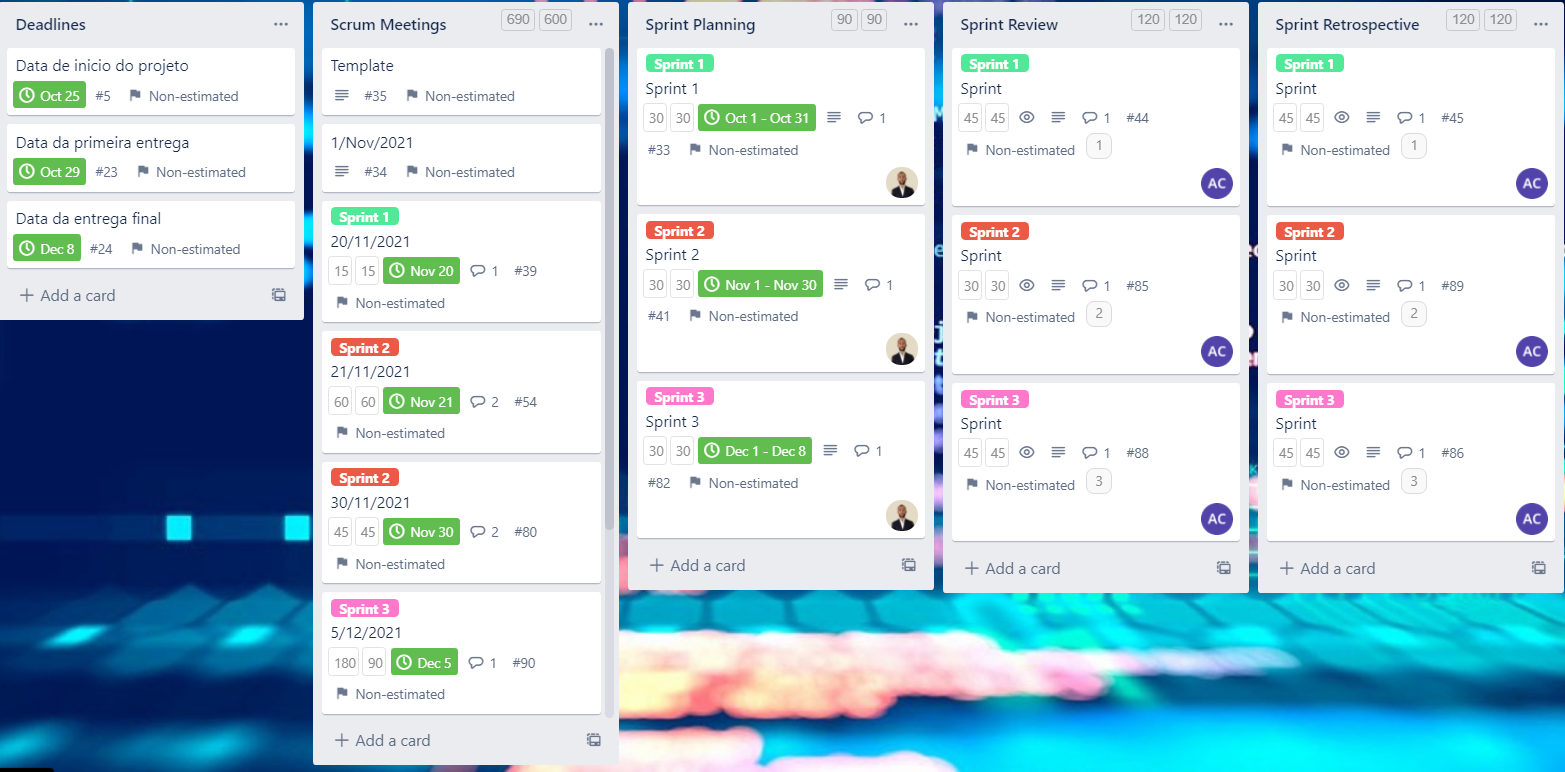 Deadlines
Data de inicio do projeto
Oct 25 #5 Non-estimated
Data da primeira entrega
Oct 29 #23 Non-estimated
Data da entrega final
Dec 8 #24 Non-estimated
Add a card
Scrum Meetings 690 600
Template
#35 Non-estimated
1/Nov/2021
#34 Non-estimated
Sprint 1
20/11/2021
15 15 Nov 20 1 #39
Non-estimated
Sprint 2
21/11/2021
60 60 Nov 21 2 #54
Non-estimated
Sprint 2
30/11/2021
45 45 Nov 30 2 #80
Non-estimated
Sprint 3
5/12/2021
180 90 Dec 5 1 #90
Non-estimated
Add a card
Sprint Planning 90 90
Sprint 1
Sprint 1
30 30 Oct 1 - Oct 31 1
#33 Non-estimated
Sprint 2
Sprint 2
30 30 Nov 1 - Nov 30 1
#41 Non-estimated
Sprint 3
Sprint 3
30 30 Dec 1 - Dec 8 1
#82 Non-estimated
Add a card
Sprint Review 120 120
Sprint 1
Sprint
45 45 1 #44
Non-estimated 1
AC
Sprint 2
Sprint
30 30 1 #85
Non-estimated 2
AC
Sprint 3
Sprint
45 45 1 #88
Non-estimated 3
AC
Add a card
Sprint Retrospective 120 120
Sprint 1
Sprint
45 45 1 #45
Non-estimated 1
AC
Sprint 2
Sprint
30 30 1 #89
Non-estimated 2
AC
Sprint 3
Sprint
45 45 1 #86
Non-estimated 3
AC
Add a card